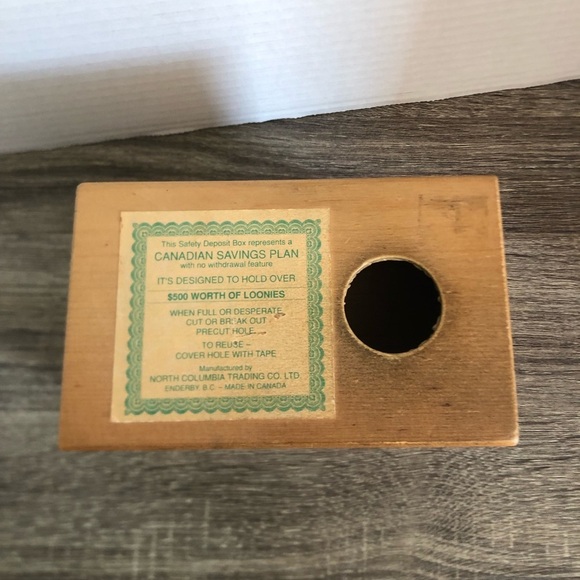 This Safety Deposit Box represents a
CANADIAN SAVINGS PLAN
with no withdrawal feature
IT'S DESIGNED TO HOLD OVER
$500 WORTH OF LOONIES
WHEN FULL OR DESPERATE
CUT OR BREAK OUT
PRECUT HOLE
TO REUSE –
COVER HOLE WITH TAPE
Manufactured by
NORTH COLUMBIA TRADING CO. LTD.
ENDERBY, B.C. – MADE IN CANADA